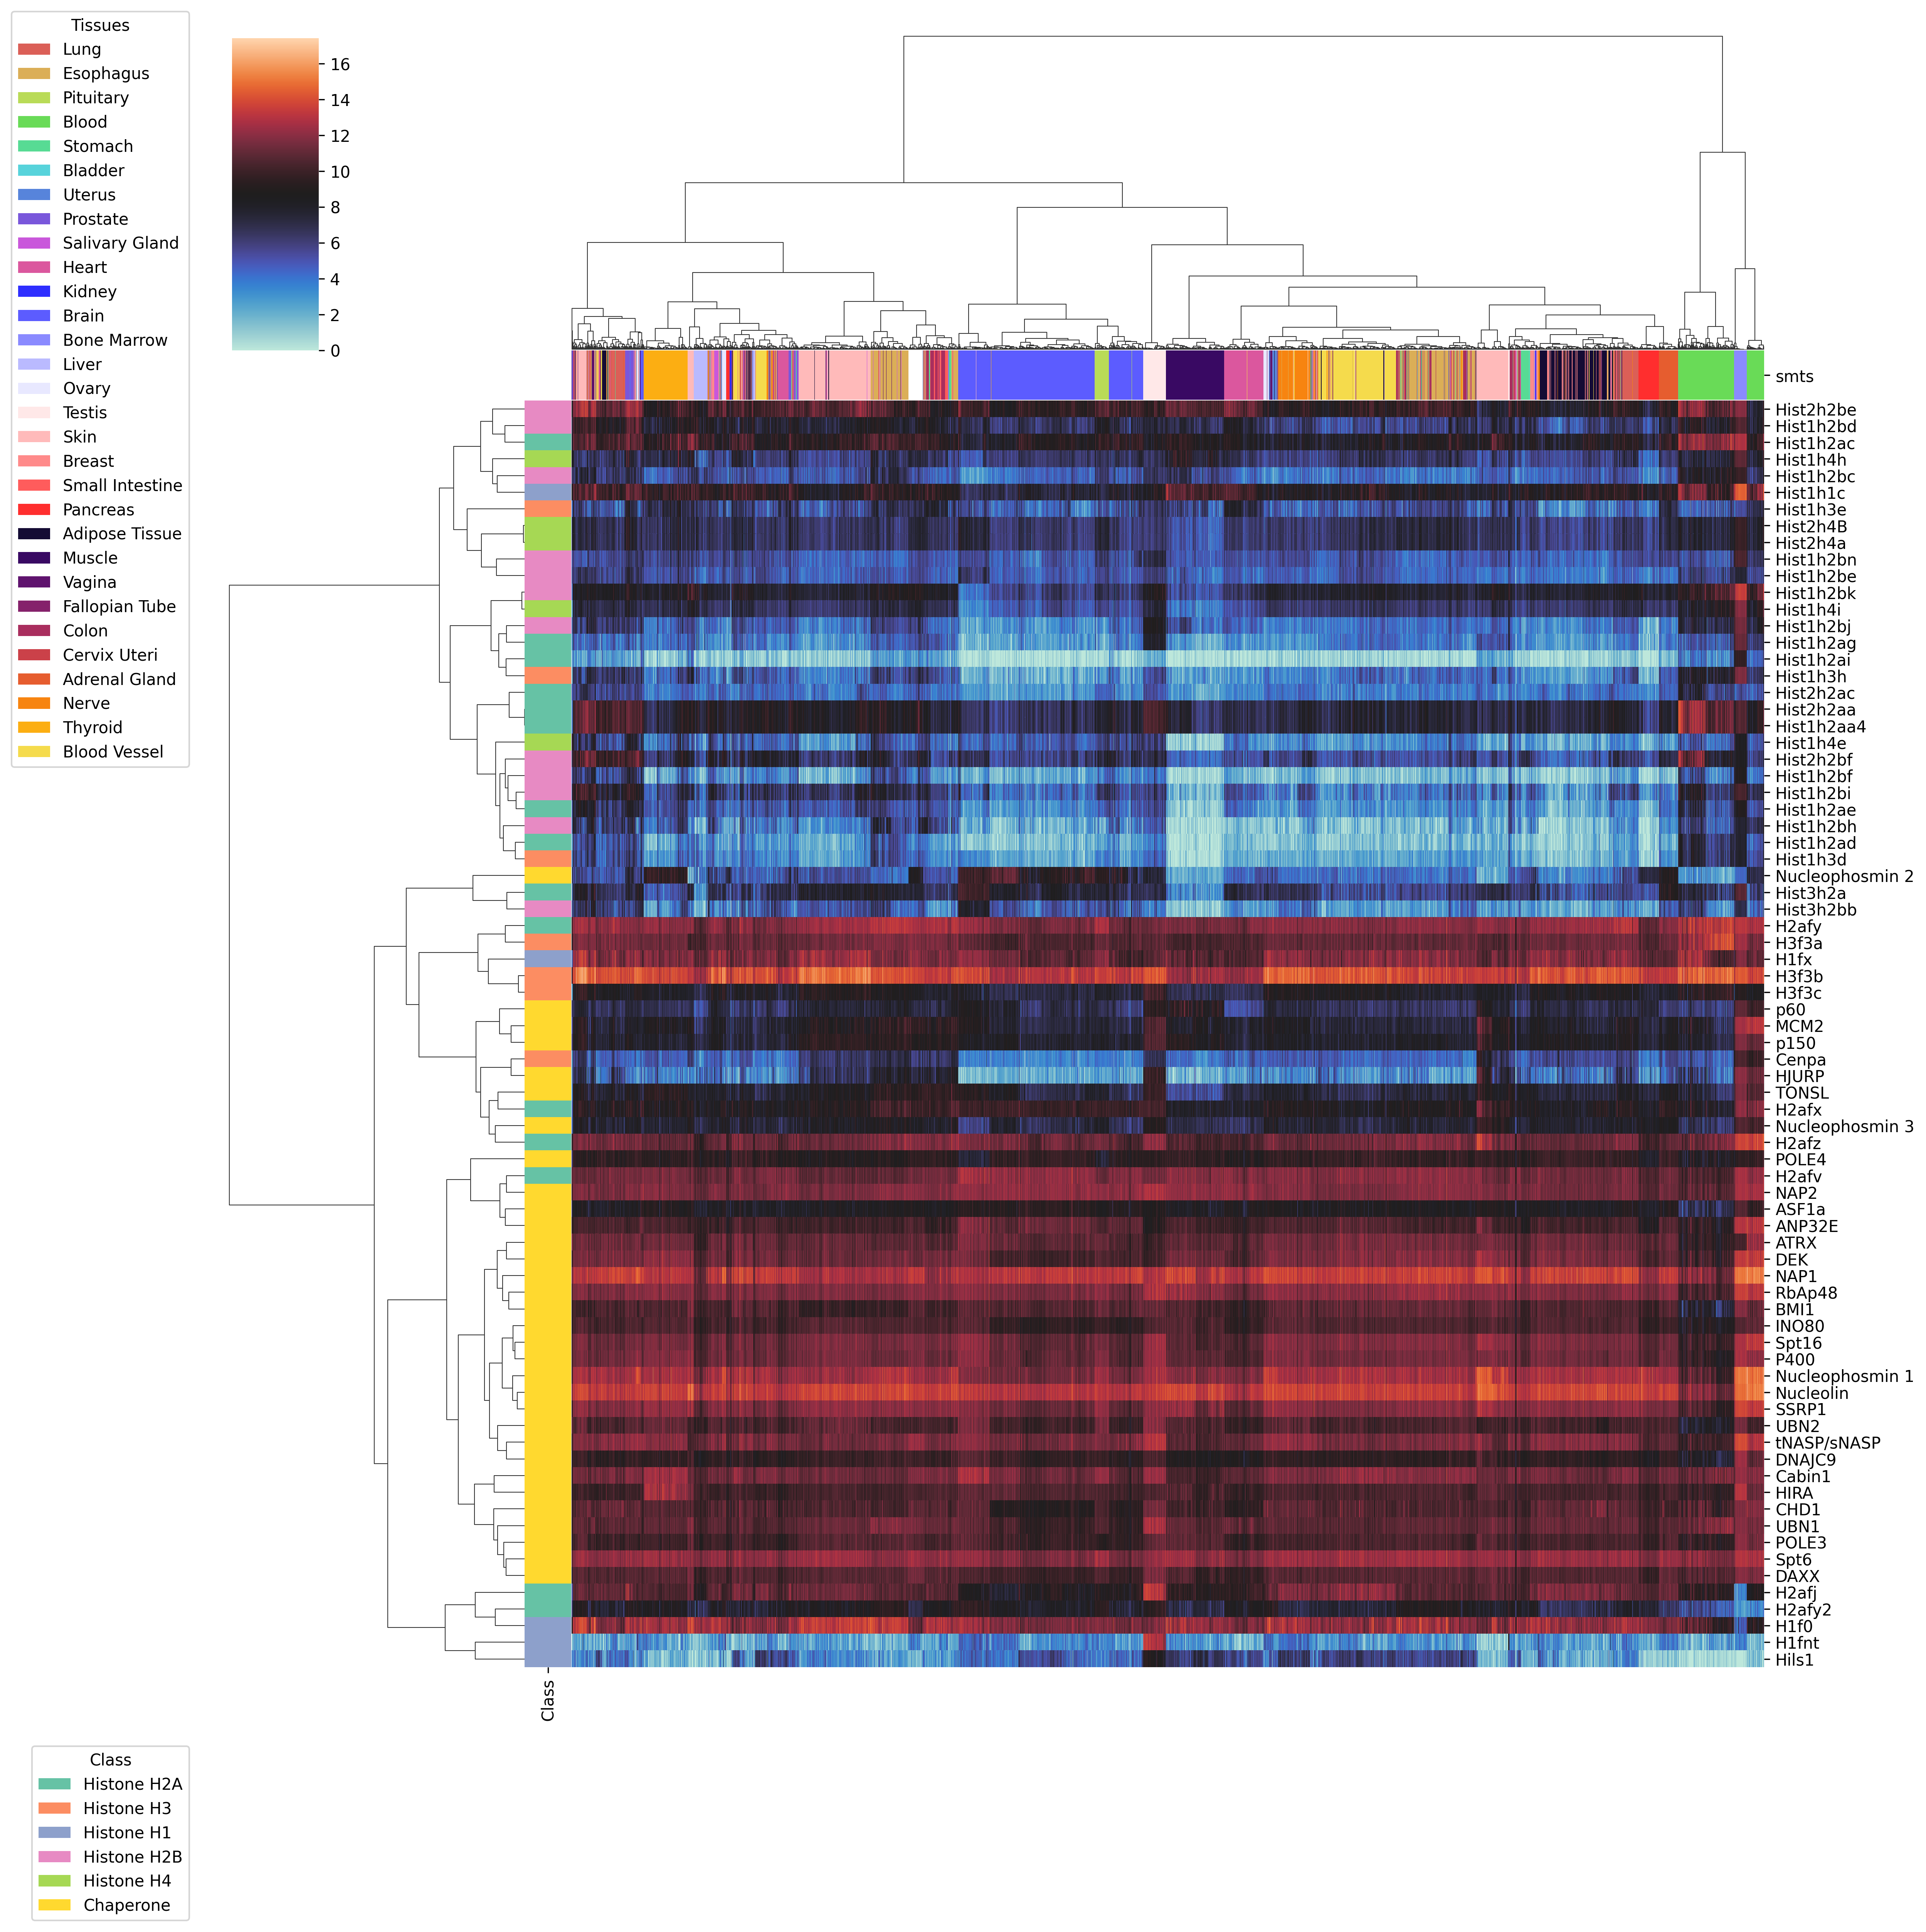 Tissues
Lung
Esophagus
Pituitary
Blood
Stomach
Bladder
Uterus
Prostate
Salivary Gland
Heart
Kidney
Brain
Bone Marrow
Liver
Ovary
Testis
Skin
Breast
Small Intestine
Pancreas
Adipose Tissue
Muscle
Vagina
Fallopian Tube
Colon
Cervix Uteri
Adrenal Gland
Nerve
Thyroid
Blood Vessel
16
14
12
10
8
6
4
2
0
smts
Hist2h2be
Hist1h2bd
Hist1h2ac
Hist1h4h
Hist1h2bc
Hist1h1c
Hist1h3e
Hist2h4B
Hist2h4a
Hist1h2bn
Hist1h2be
Hist1h2bk
Hist1h4i
Hist1h2bj
Hist1h2ag
Hist1h2ai
Hist1h3h
Hist2h2ac
Hist2h2aa
Hist1h2aa4
Hist1h4e
Hist2h2bf
Hist1h2bf
Hist1h2bi
Hist1h2ae
Hist1h2bh
Hist1h2ad
Hist1h3d
Nucleophosmin 2
Hist3h2a
Hist3h2bb
H2afy
H3f3a
H1fx
H3f3b
H3f3c
p60
MCM2
p150
Cenpa
HJURP
TONSL
H2afx
Nucleophosmin 3
H2afz
POLE4
H2afv
NAP2
ASF1a
ANP32E
ATRX
DEK
NAP1
RbAp48
BMI1
INO80
Spt16
P400
Nucleophosmin 1
Nucleolin
SSRP1
UBN2
tNASP/sNASP
DNAJC9
Cabin1
HIRA
CHD1
UBN1
POLE3
Spt6
DAXX
H2afj
H2afy2
H1f0
H1fnt
Hils1
Class
Class
Histone H2A
Histone H3
Histone H1
Histone H2B
Histone H4
Chaperone